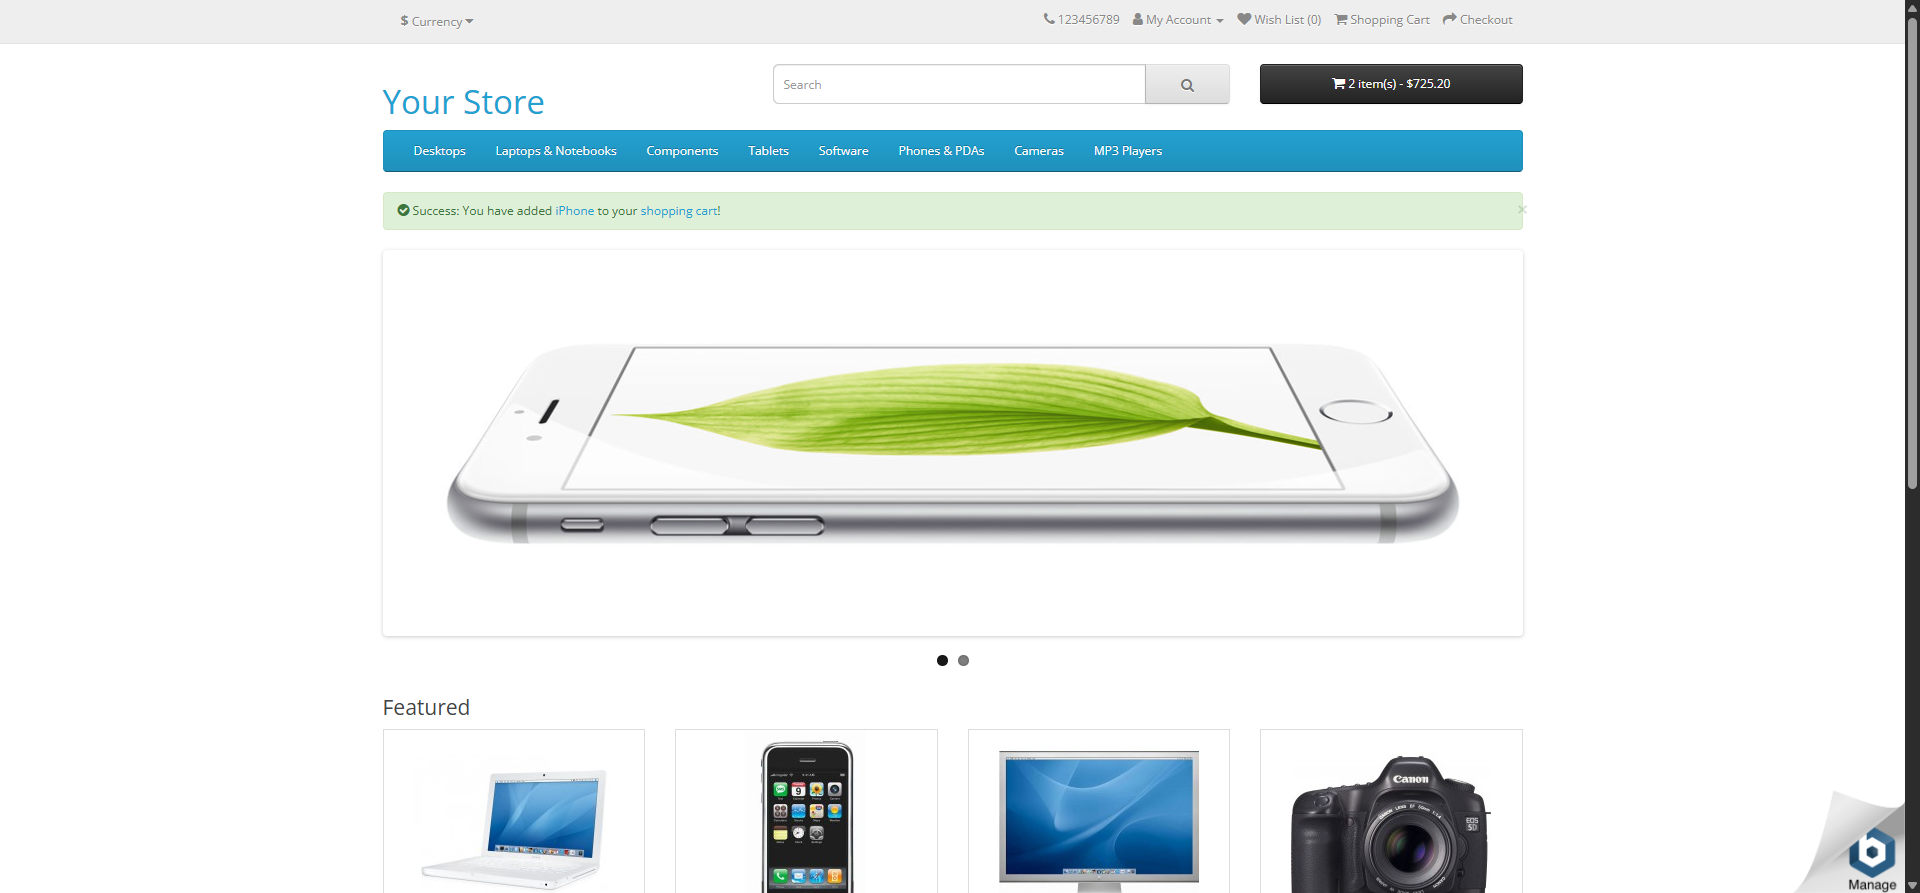 $ Currency
123456789 My Account Wish List (0) Shopping Cart Checkout
Your Store
Search
2 item(s) - $725.20
Desktops Laptops & Notebooks Components Tablets Software Phones & PDAs Cameras MP3 Players
Success: You have added iPhone to your shopping cart!
×
Featured
Canon
EOS
5D
Manage